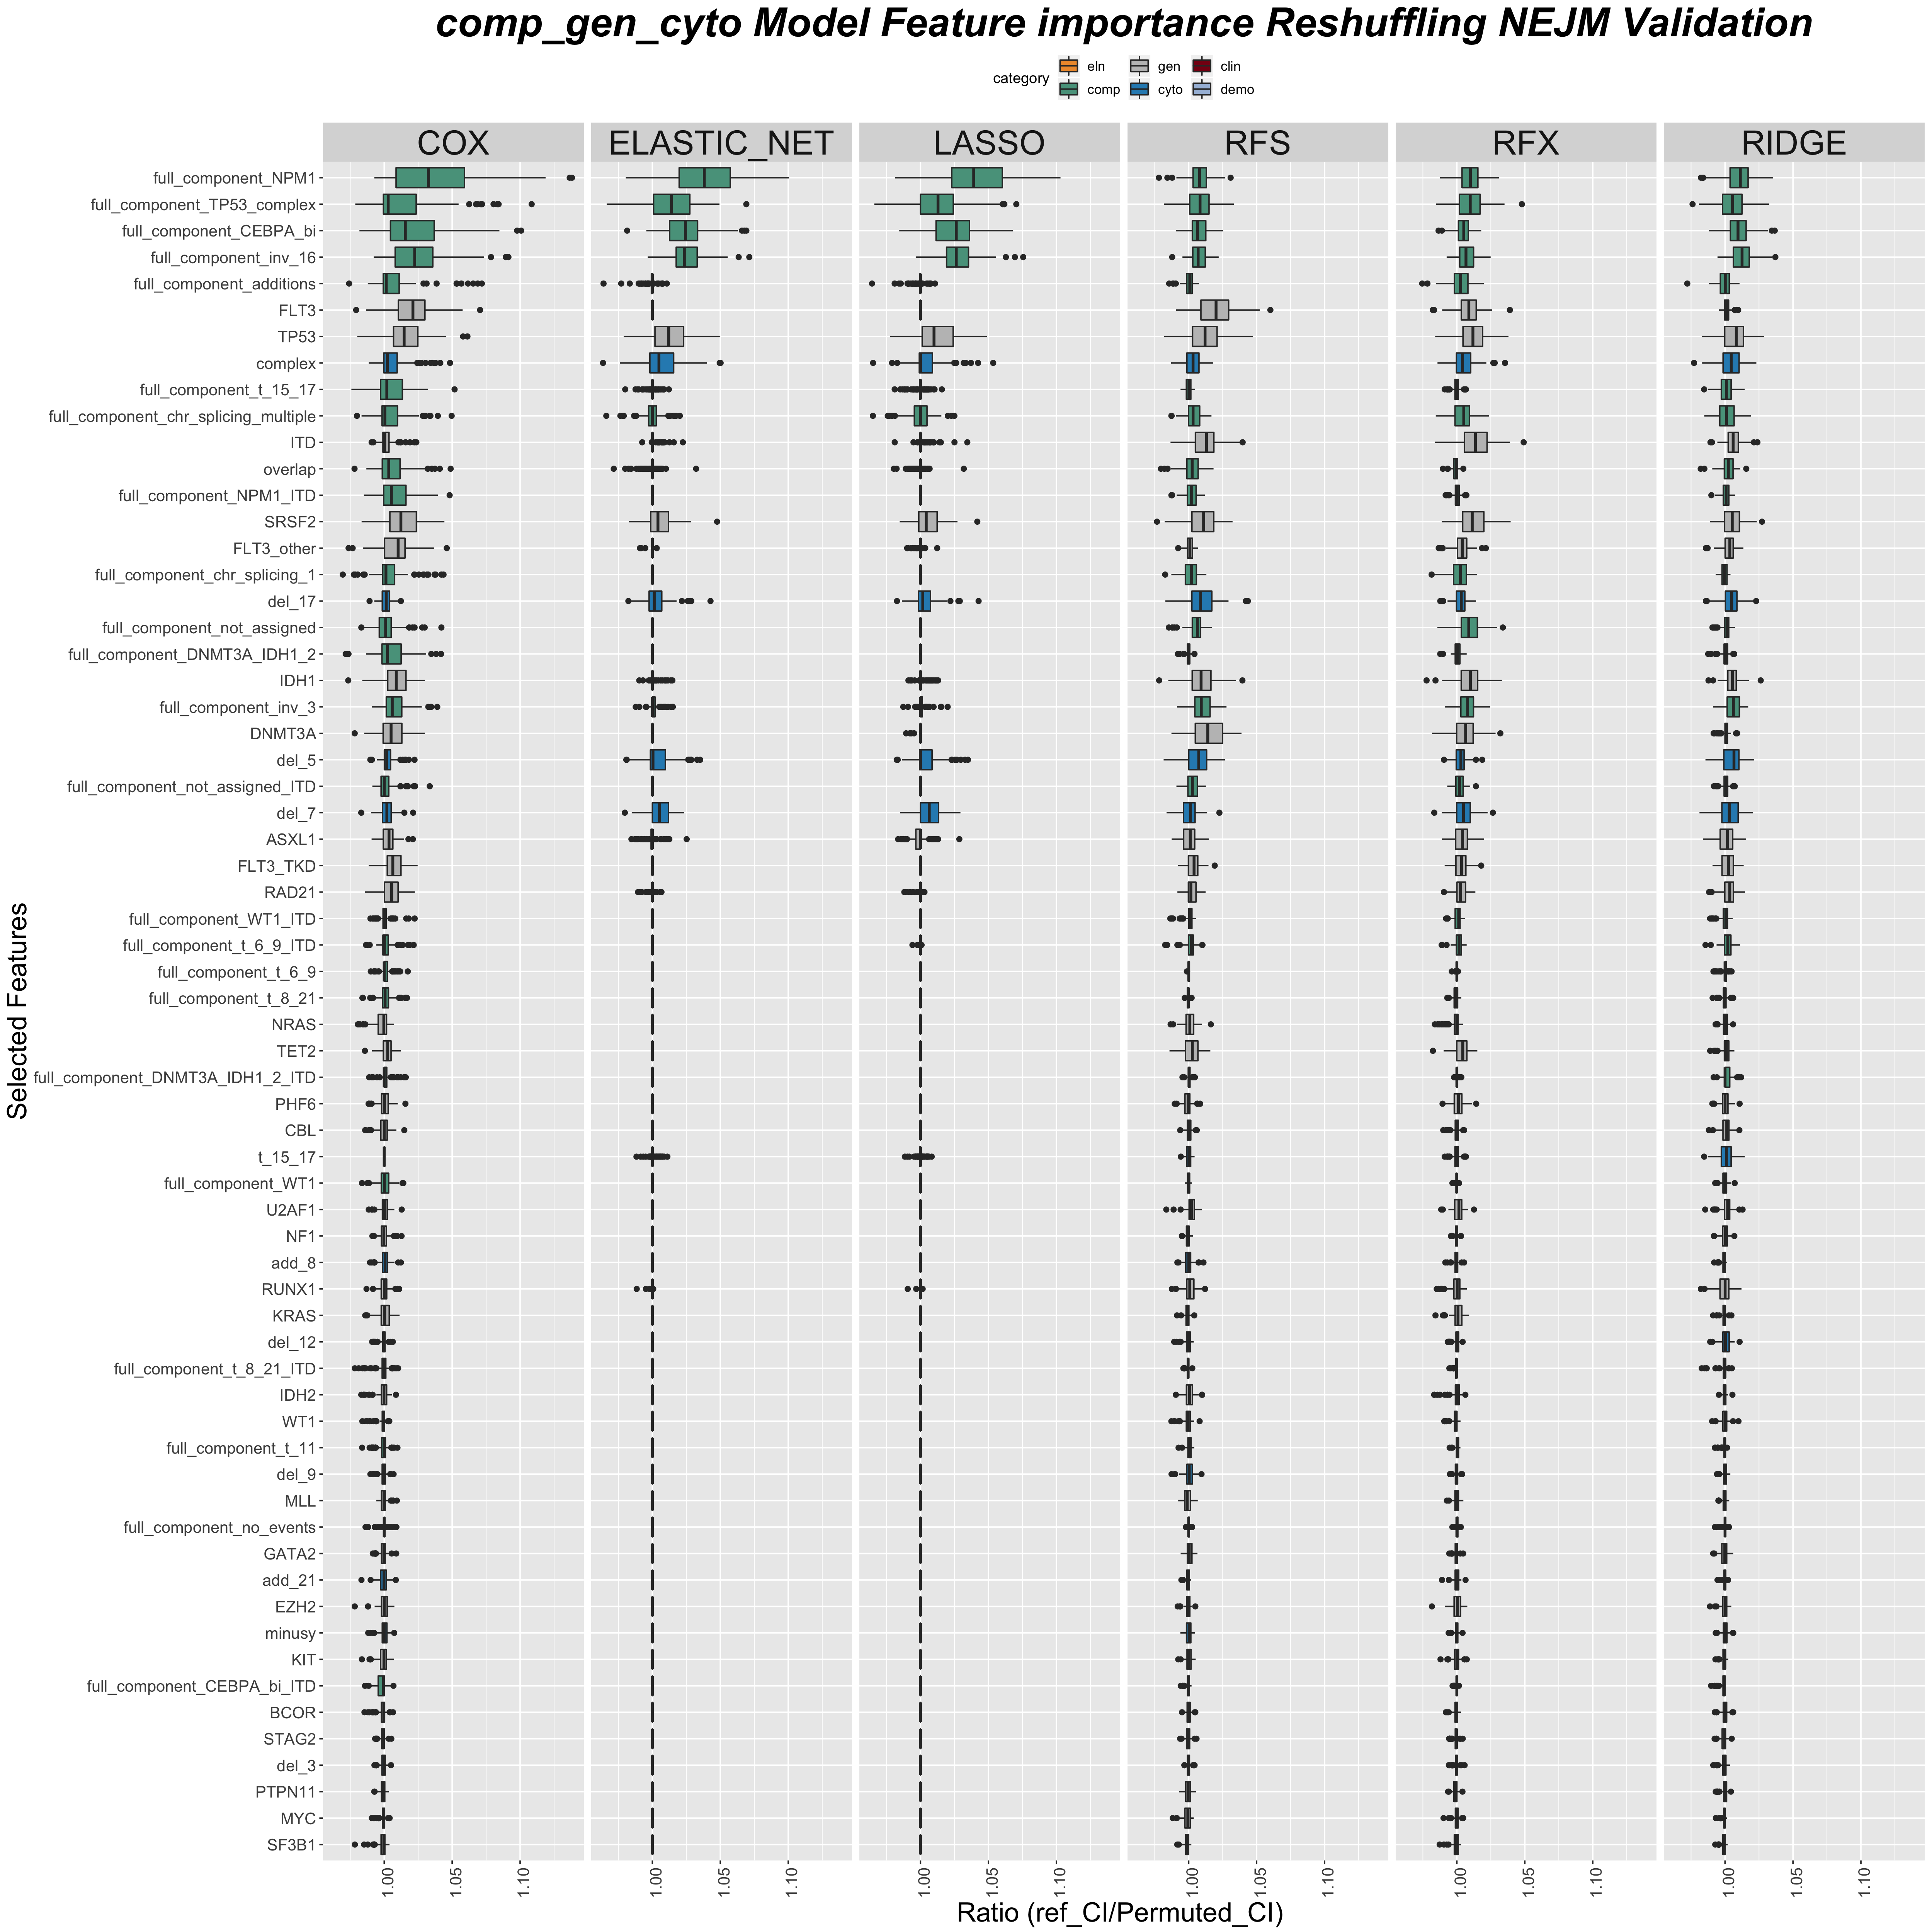 comp_gen_cyto Model Feature importance Reshuffling NEJM Validation
category eln gen clin
comp cyto demo
COX ELASTIC_NET LASSO RFS RFX RIDGE
full_component_NPM1
full_component_TP53_complex
full_component_CEBPA_bi
full_component_inv_16
full_component_additions
FLT3
TP53
complex
full_component_t_15_17
full_component_chr_splicing_multiple
ITD
overlap
full_component_NPM1_ITD
SRSF2
FLT3_other
full_component_chr_splicing_1
del_17
full_component_not_assigned
full_component_DNMT3A_IDH1_2
IDH1
full_component_inv_3
DNMT3A
del_5
full_component_not_assigned_ITD
del_7
ASXL1
FLT3_TKD
RAD21
full_component_WT1_ITD
full_component_t_6_9_ITD
full_component_t_6_9
full_component_t_8_21
NRAS
TET2
full_component_DNMT3A_IDH1_2_ITD
PHF6
CBL
t_15_17
full_component_WT1
U2AF1
NF1
add_8
RUNX1
KRAS
del_12
full_component_t_8_21_ITD
IDH2
WT1
full_component_t_11
del_9
MLL
full_component_no_events
GATA2
add_21
EZH2
minusy
KIT
full_component_CEBPA_bi_ITD
BCOR
STAG2
del_3
PTPN11
MYC
SF3B1
Selected Features
1.00 1.05 1.10 1.00 1.05 1.10 1.00 1.05 1.10 1.00 1.05 1.10 1.00 1.05 1.10 1.00 1.05 1.10
Ratio (ref_CI/Permuted_CI)